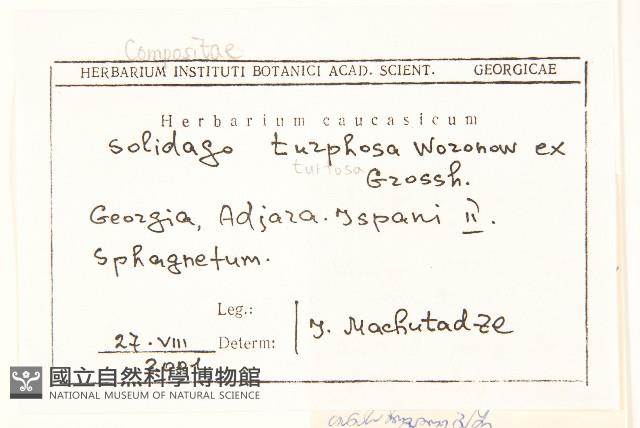 Compositae
HERBARIUM INSTITUTI BOTANICI ACAD. SCIENT. GEORGICAE
Herbarium caucasicum
Solidago turphosa Woronow ex
turfosa
Grossh.
Georgia, Adjara. Ispani II.
Sphagnetum.
Leg.:
I. Machutadze
27. VIII Determ:
2001
國立自然科學博物館
NATIONAL MUSEUM OF NATURAL SCIENCE